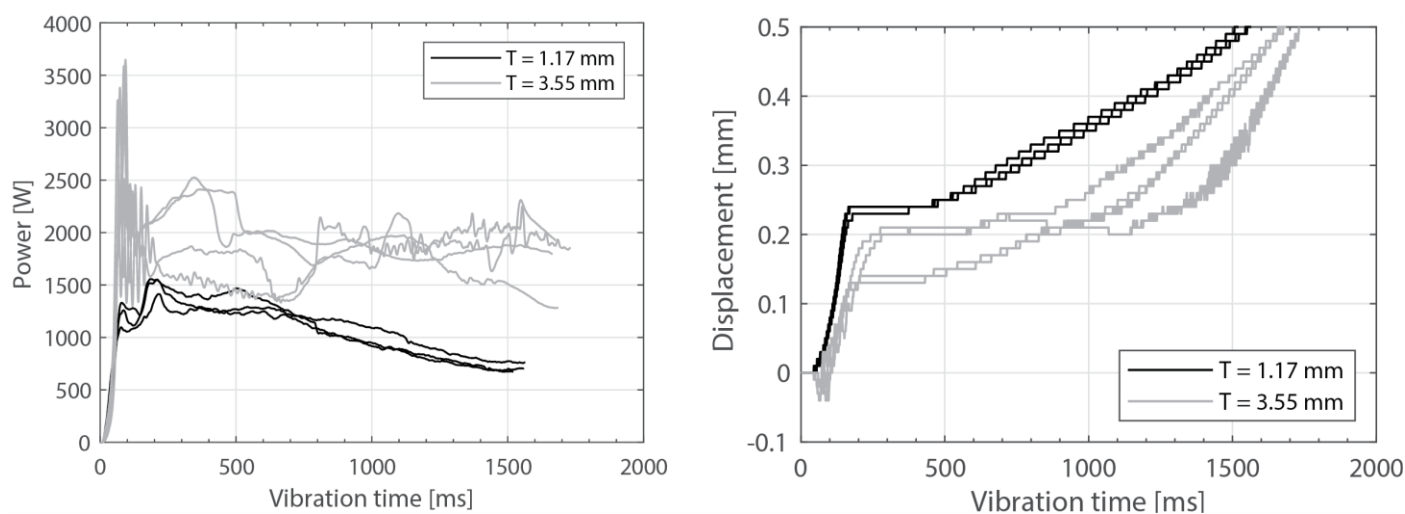 4000
3500
3000
2500
2000
1500
1000
500
0
Power [W]
T = 1.17 mm
T = 3.55 mm
0 500 1000 1500 2000
Vibration time [ms]
0.5
0.4
0.3
0.2
0.1
0
-0.1
Displacement [mm]
T = 1.17 mm
T = 3.55 mm
0 500 1000 1500 2000
Vibration time [ms]